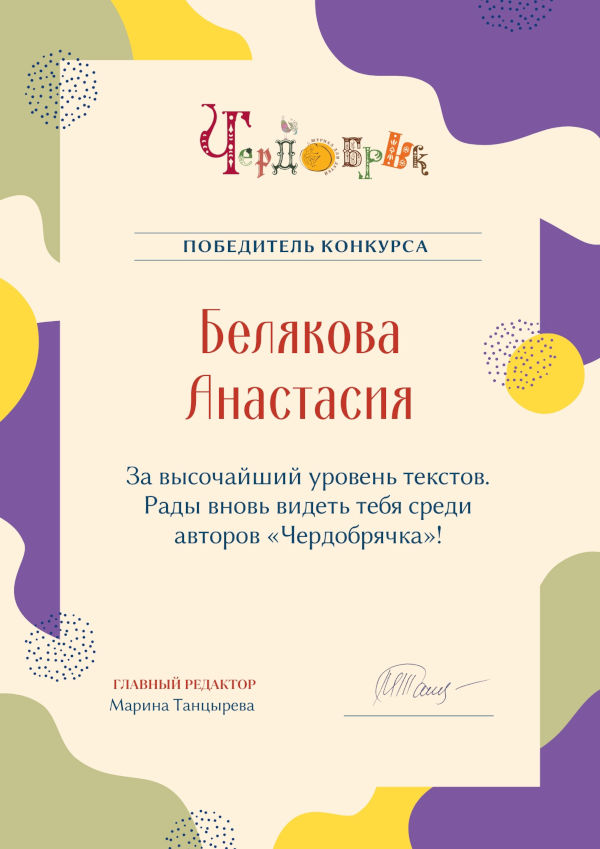 ЧердОбрЯк
ПОБЕДИТЕЛЬ КОНКУРСА
Белякова
Анастасия
За высочайший уровень текстов.
Рады вновь видеть тебя среди
авторов «Чердобрячка»!
ГЛАВНЫЙ РЕДАКТОР
Марина Танцырева